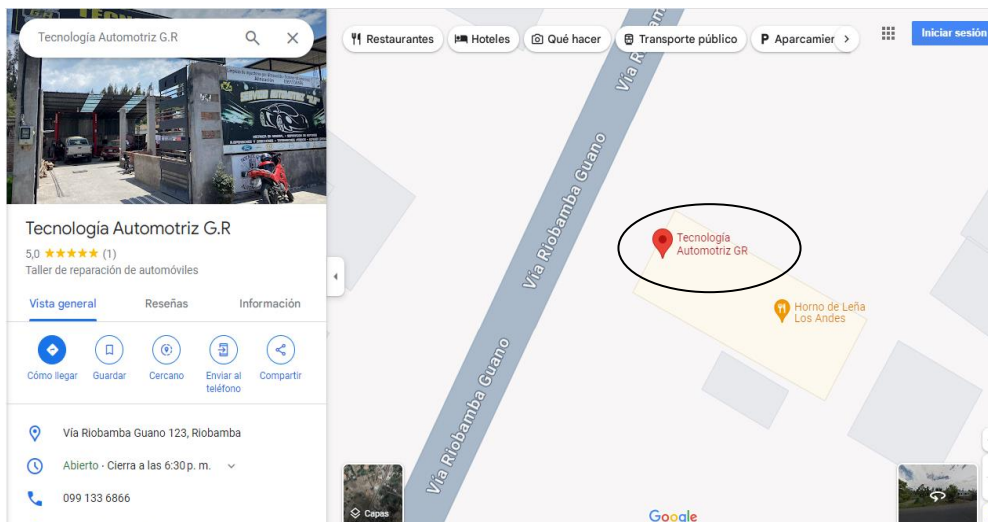 Tecnología Automotriz G.R
Restaurantes
Hoteles
Qué hacer
Transporte público
P Aparcamier
Iniciar sesión
Tecnología Automotriz G.R
5,0 ★★★★★ (1)
Taller de reparación de automóviles
Vista general
Reseñas
Información
Cómo llegar
Guardar
Cercano
Enviar al
teléfono
Compartir
Vía Riobamba Guano 123, Riobamba
Abierto · Cierra a las 6:30 p. m.
099 133 6866
Vía Riobamba Guano
Vía Riobamba Guano
Tecnología
Automotriz GR
Horno de Leña
Los Andes
Capas
Google